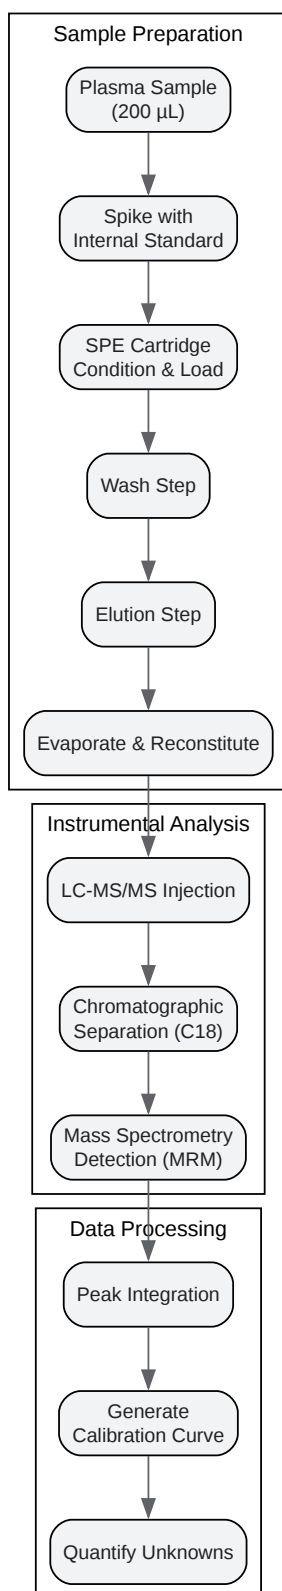 Sample Preparation
Plasma Sample
(200 µL)
Spike with
Internal Standard
SPE Cartridge
Condition & Load
Wash Step
Elution Step
Evaporate & Reconstitute
Instrumental Analysis
LC-MS/MS Injection
Chromatographic
Separation (C18)
Mass Spectrometry
Detection (MRM)
Data Processing
Peak Integration
Generate
Calibration Curve
Quantify Unknowns